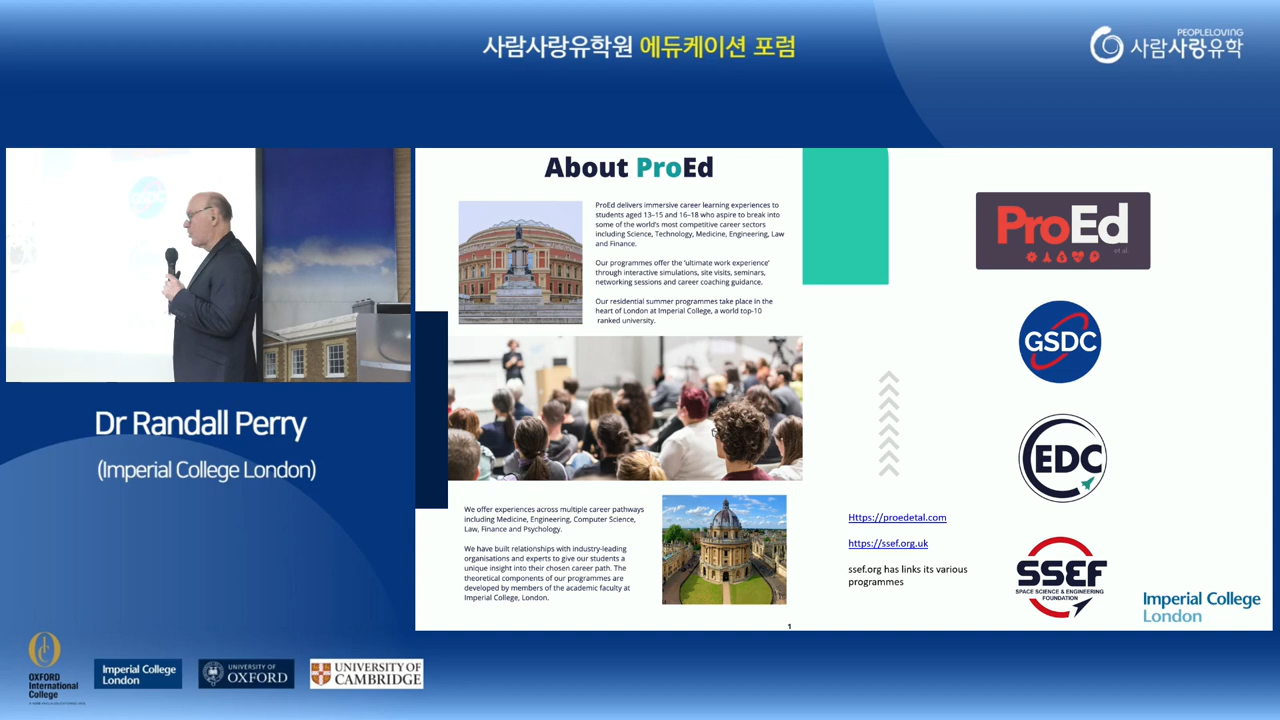 사람사랑유학원 에듀케이션 포럼
PEOPLELOVING
사람사랑유학
GSDC
Dr Randall Perry
(Imperial College London)
About ProEd
ProEd delivers immersive career learning experiences to
students aged 13–15 and 16–18 who aspire to break into
some of the world's most competitive career sectors
including Science, Technology, Medicine, Engineering, Law
and Finance.
Our programmes offer the 'ultimate work experience'
through interactive simulations, site visits, seminars,
networking sessions and career coaching guidance.
Our residential summer programmes take place in the
heart of London at Imperial College, a world top-10
ranked university.
We offer experiences across multiple career pathways
including Medicine, Engineering, Computer Science,
Law, Finance and Psychology.
We have built relationships with industry-leading
organisations and experts to give our students a
unique insight into their chosen career path. The
theoretical components of our programmes are
developed by members of the academic faculty at
Imperial College, London.
1
ProEd
et al.
GSDC
EDC
Https://proedetal.com
https://ssef.org.uk
ssef.org has links its various
programmes
SSEF
SPACE SCIENCE & ENGINEERING
FOUNDATION
Imperial College
London
OXFORD
International
College
Imperial College
London
UNIVERSITY OF
OXFORD
UNIVERSITY OF
CAMBRIDGE